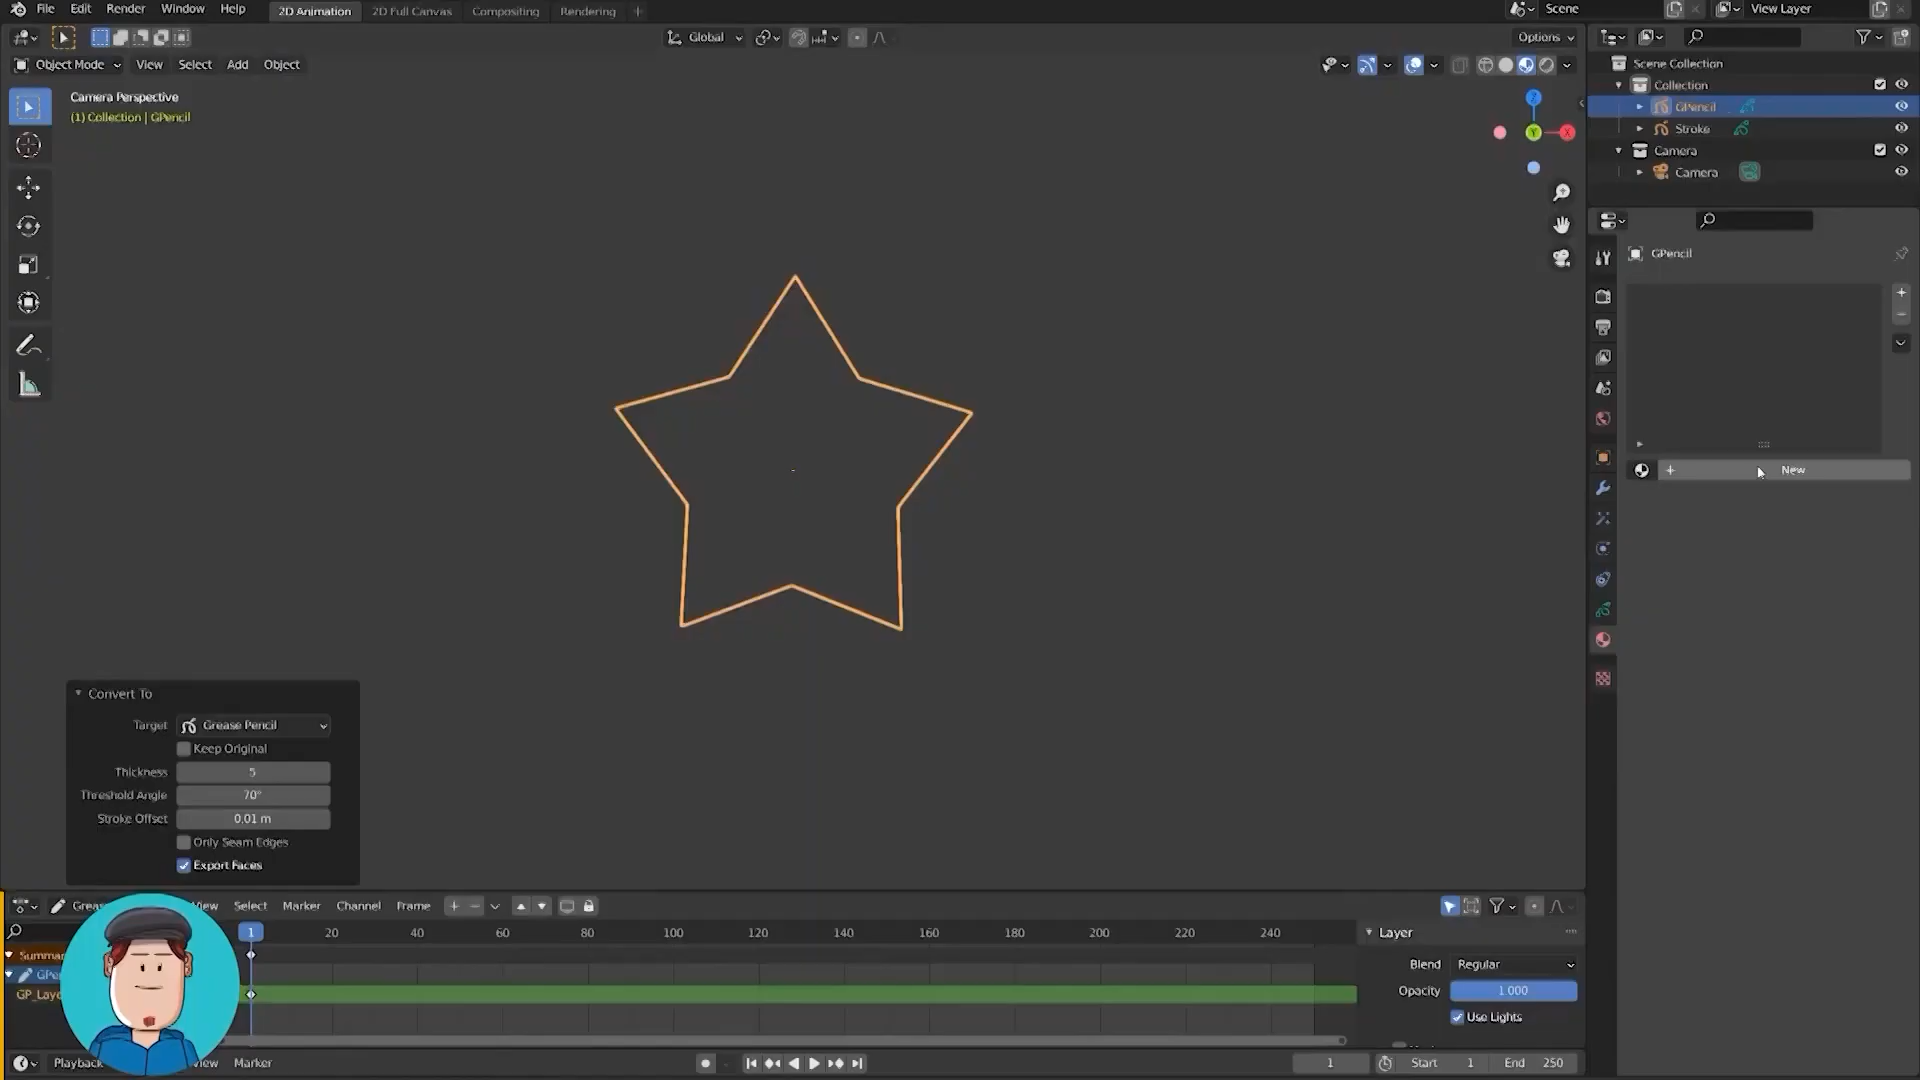 File Edit Render Window Help 2D Animation 2D Full Canvas Compositing Rendering + Scene View Layer
Global Options
Object Mode View Select Add Object
Camera Perspective
(1) Collection | GPencil
Z
Y X
Scene Collection
Collection
GPencil
Stroke
Camera
Camera
GPencil
+ New
Convert To
Target Grease Pencil
Keep Original
Thickness 5
Threshold Angle 70°
Stroke Offset 0.01 m
Only Seam Edges
Export Faces
Select Marker Channel Frame
1 20 40 60 80 100 120 140 160 180 200 220 240
Layer
Blend Regular
Opacity 1.000
Use Lights
Marker 1 Start 1 End 250